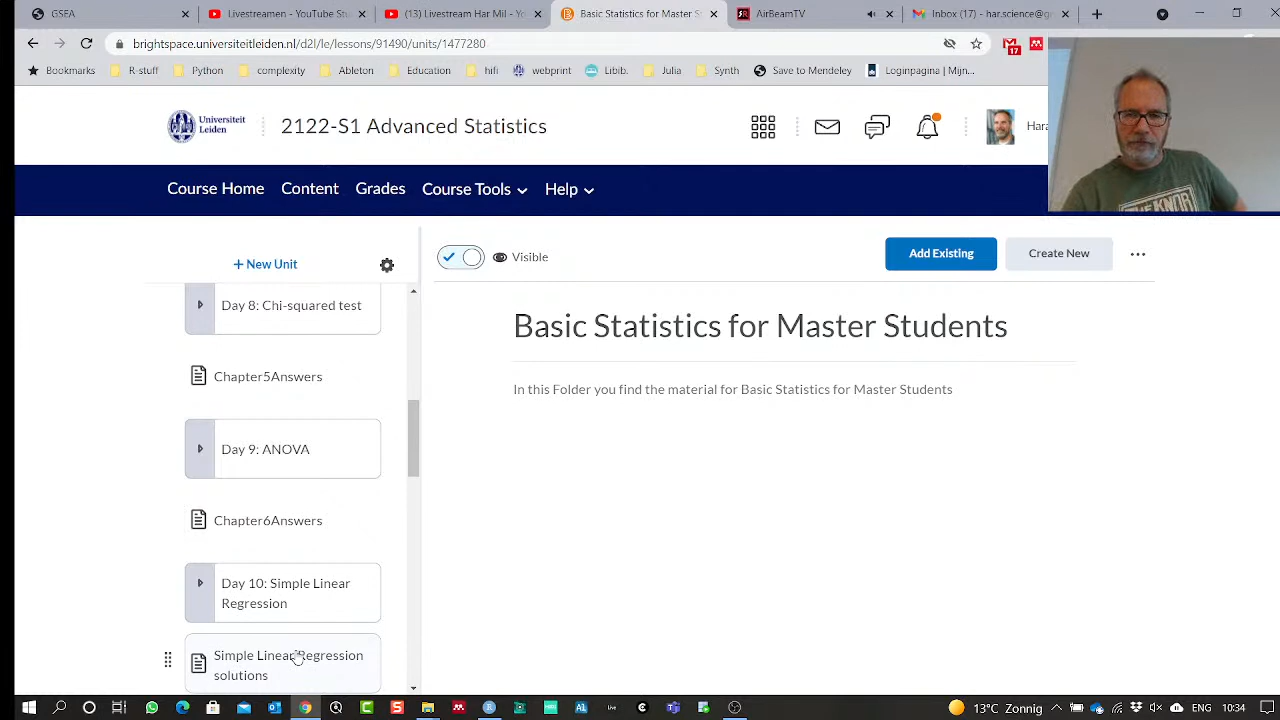 GSEA
Livestreamen - YouTube St
(13) Livestream Har Mil - Yo
Basic Statistics for Master S
AirBeamTV
Inbox (17) - har.science@gm
brightspace.universiteitleiden.nl/d2l/le/lessons/91490/units/1477280
17
Bookmarks
R-stuff
Python
complexity
Ableton
Education
hifi
webprint
Libib.
Julia
Synth
Save to Mendeley
Loginpagina | Mijn...
Universiteit
Leiden
2122-S1 Advanced Statistics
Hara
Course Home
Content
Grades
Course Tools
Help
+ New Unit
Visible
Add Existing
Create New
Day 8: Chi-squared test
Basic Statistics for Master Students
Chapter5Answers
In this Folder you find the material for Basic Statistics for Master Students
Day 9: ANOVA
Chapter6Answers
Day 10: Simple Linear
Regression
Simple Linear Regression
solutions
13°C Zonnig
ENG
10:34